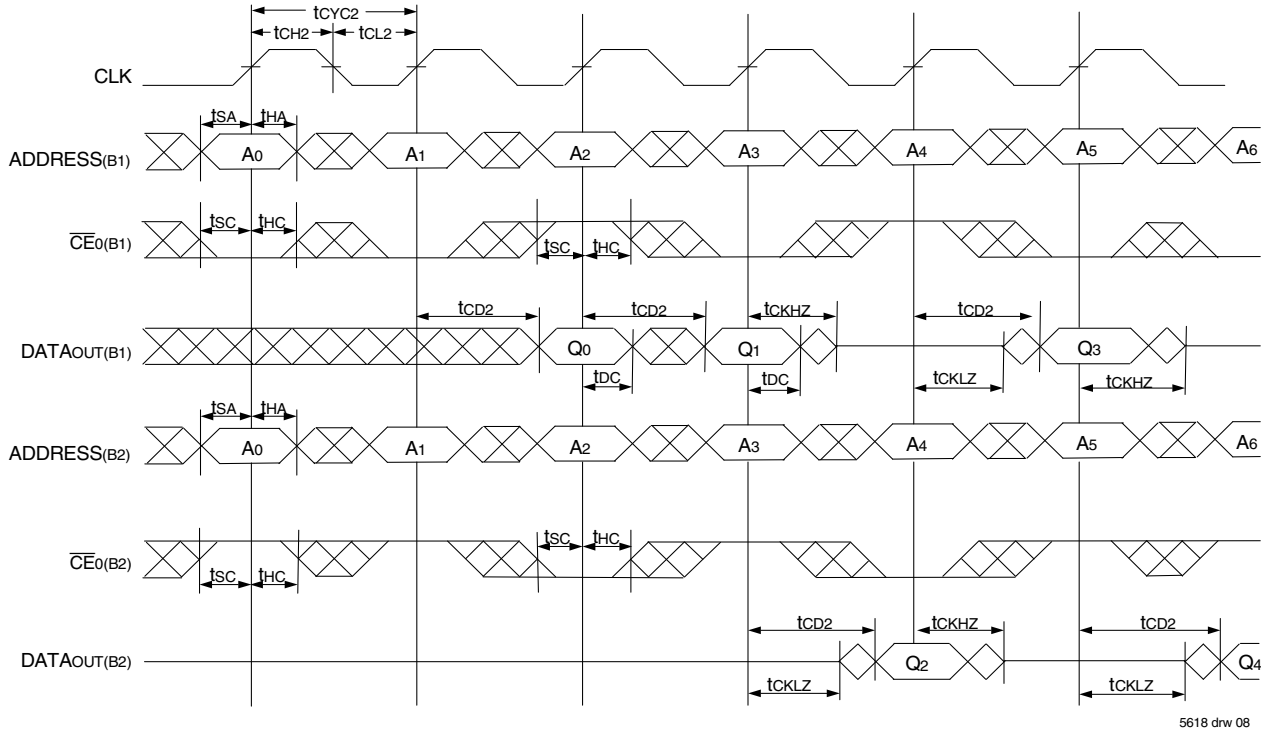 tCYC2
tCH2 tCL2
CLK
tSA tHA
ADDRESS(B1) A0 A1 A2 A3 A4 A5 A6
tSC tHC
CE0(B1)
tSC tHC
tCD2 tCD2 tCKHZ tCD2
DATAOUT(B1) Q0 Q1 Q3
tDC tDC tCKLZ tCKHZ
tSA tHA
ADDRESS(B2) A0 A1 A2 A3 A4 A5 A6
tSC tHC
CE0(B2)
tSC tHC
tCD2 tCKHZ tCD2
DATAOUT(B2) Q2 Q4
tCKLZ tCKLZ
5618 drw 08